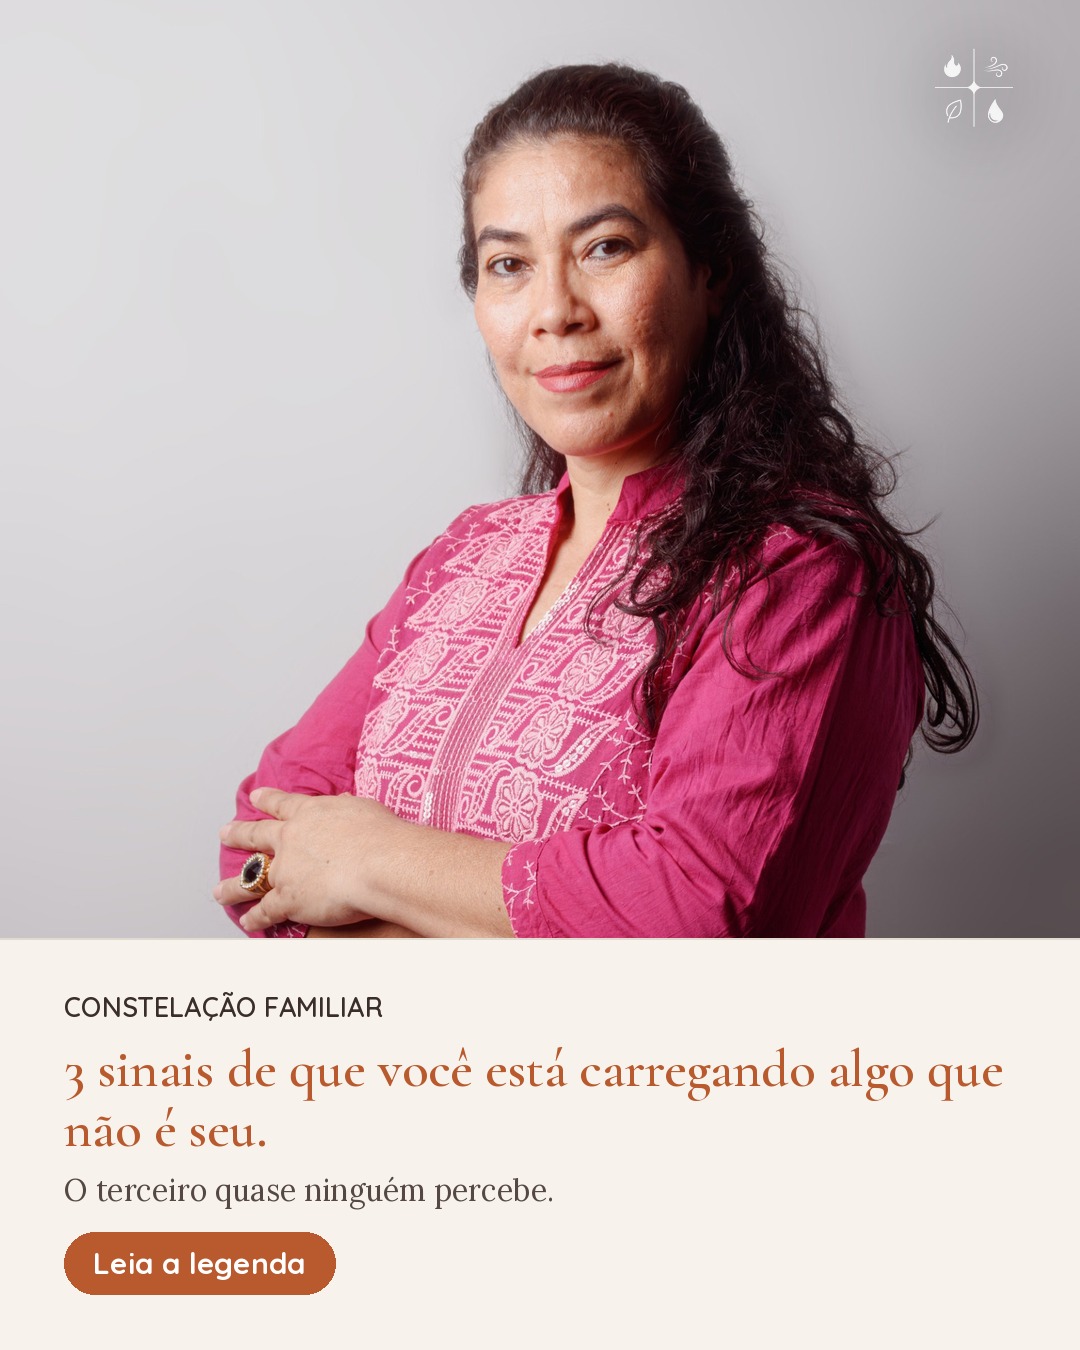 CONSTELAÇÃO FAMILIAR
3 sinais de que você está carregando algo que
não é seu.
O terceiro quase ninguém percebe.
Leia a legenda